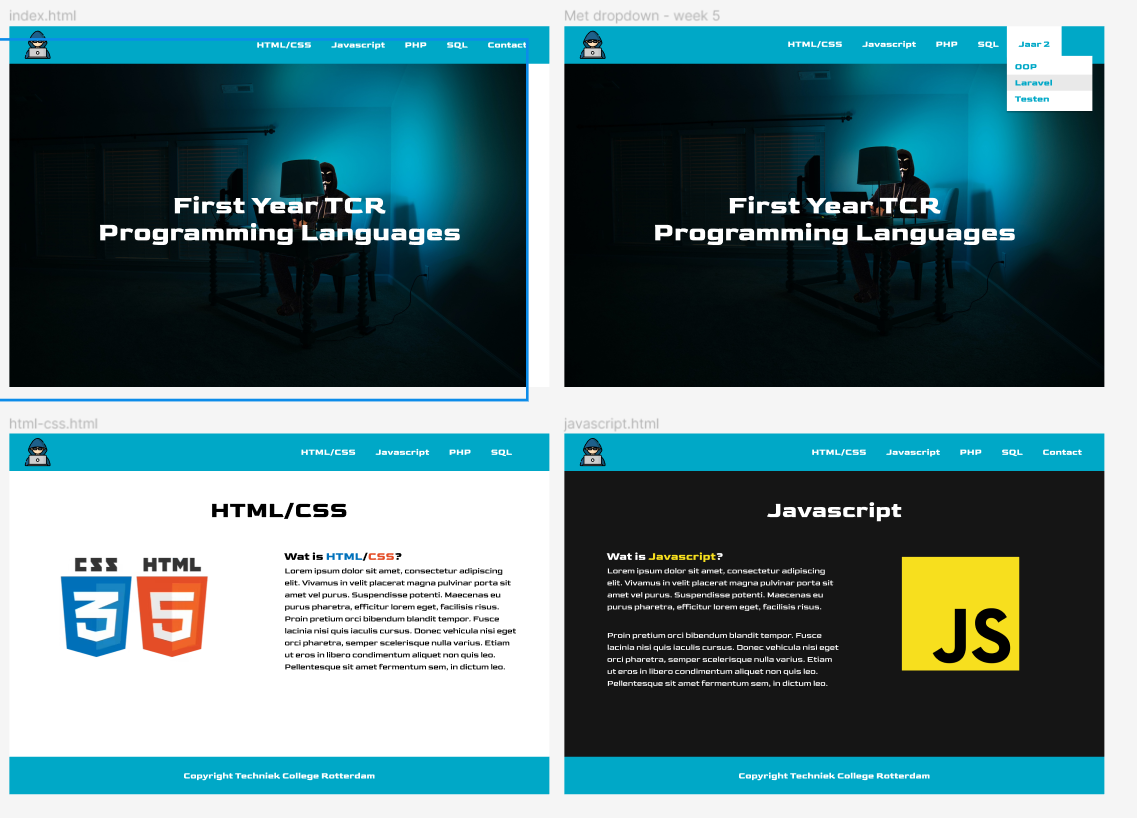 index.html
HTML/CSS Javascript PHP SQL Contact
First Year TCR
Programming Languages
Met dropdown - week 5
HTML/CSS Javascript PHP SQL Jaar 2
OOP
Laravel
Testen
First Year TCR
Programming Languages
html-css.html
HTML/CSS Javascript PHP SQL
HTML/CSS
CSS HTML
3 5
Wat is HTML/CSS?
Lorem ipsum dolor sit amet, consectetur adipiscing
elit. Vivamus in velit placerat magna pulvinar porta sit
amet vel purus. Suspendisse potenti. Maecenas eu
purus pharetra, efficitur lorem eget, facilisis risus.
Proin pretium orci bibendum blandit tempor. Fusce
lacinia nisi quis iaculis cursus. Donec vehicula nisi eget
orci pharetra, semper scelerisque nulla varius. Etiam
ut eros in libero condimentum aliquet non quis leo.
Pellentesque sit amet fermentum sem, in dictum leo.
Copyright Techniek College Rotterdam
javascript.html
HTML/CSS Javascript PHP SQL Contact
Javascript
Wat is Javascript?
Lorem ipsum dolor sit amet, consectetur adipiscing
elit. Vivamus in velit placerat magna pulvinar porta sit
amet vel purus. Suspendisse potenti. Maecenas eu
purus pharetra, efficitur lorem eget, facilisis risus.
Proin pretium orci bibendum blandit tempor. Fusce
lacinia nisi quis iaculis cursus. Donec vehicula nisi eget
orci pharetra, semper scelerisque nulla varius. Etiam
ut eros in libero condimentum aliquet non quis leo.
Pellentesque sit amet fermentum sem, in dictum leo.
JS
Copyright Techniek College Rotterdam